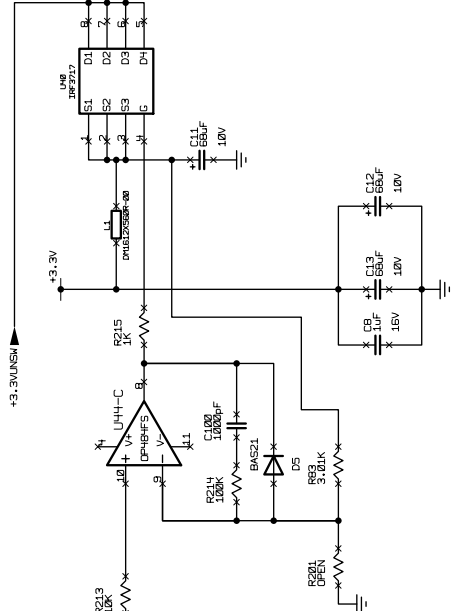 8
7
6
5
D1
D2
D3
D4
U40
IRF3717
S1
S2
S3
G
1
2
3
4
C11
68uF
10V
+
L1
DM1612X560R-00
+3.3V
C12
68uF
10V
+
C13
68uF
10V
+
C8
1uF
16V
+3.3VUNSW
R215
1K
8
U44-C
OP484FS
4
V+
V-
11
+
-
10
9
C100
1000pF
R214
100K
BAS21
D5
R83
3.01K
R201
OPEN
R213
10K